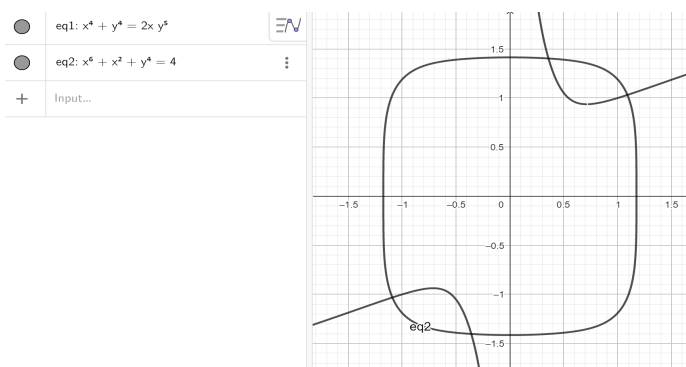 eq1: x⁴ + y⁴ = 2x y⁵
eq2: x⁶ + x² + y⁴ = 4
+ Input...
1.5
1
0.5
−1.5 −1 −0.5 0 0.5 1 1.5
−0.5
−1
eq2
−1.5